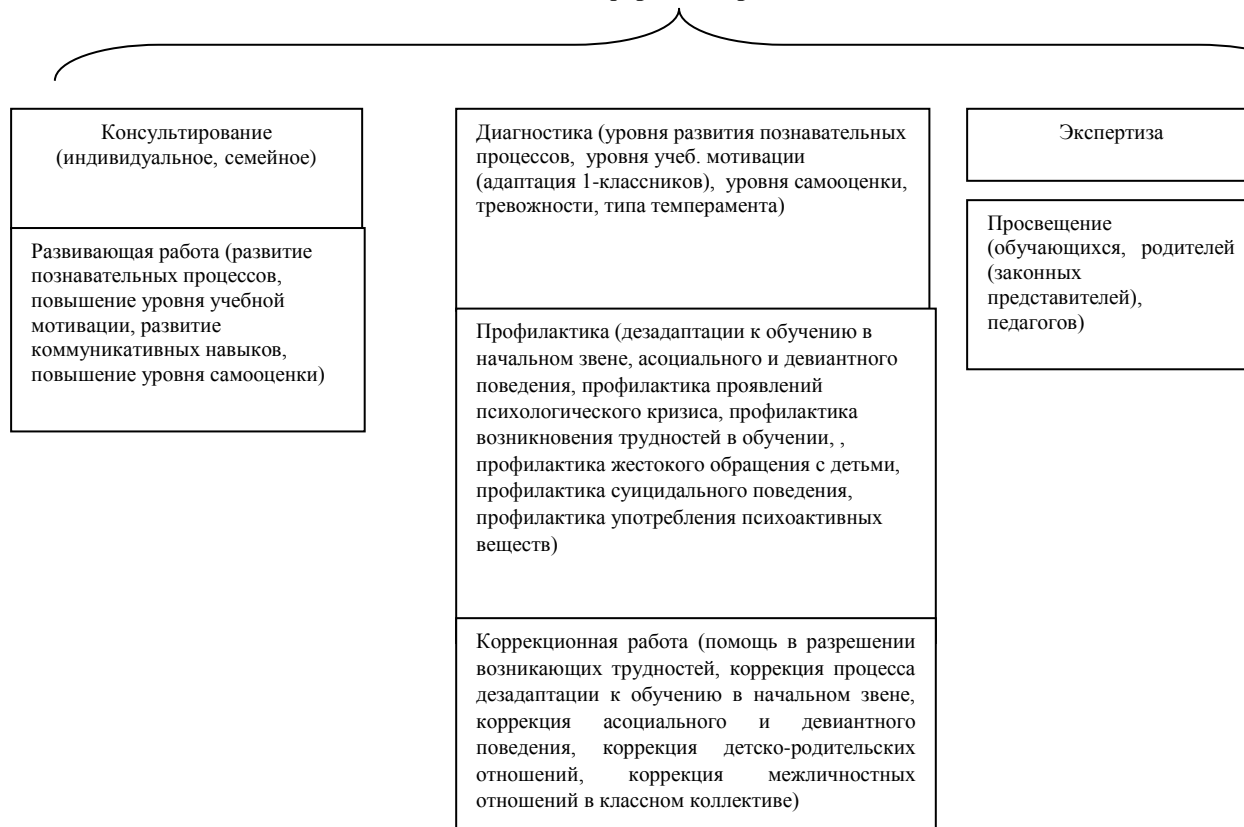 Консультирование
(индивидуальное, семейное)
Развивающая работа (развитие
познавательных процессов,
повышение уровня учебной
мотивации, развитие
коммуникативных навыков,
повышение уровня самооценки)
Диагностика (уровня развития познавательных
процессов, уровня учеб. мотивации
(адаптация 1-классников), уровня самооценки,
тревожности, типа темперамента)
Профилактика (дезадаптации к обучению в
начальном звене, асоциального и девиантного
поведения, профилактика проявлений
психологического кризиса, профилактика
возникновения трудностей в обучении, ,
профилактика жестокого обращения с детьми,
профилактика суицидального поведения,
профилактика употребления психоактивных
веществ)
Коррекционная работа (помощь в разрешении
возникающих трудностей, коррекция процесса
дезадаптации к обучению в начальном звене,
коррекция асоциального и девиантного
поведения, коррекция детско-родительских
отношений, коррекция межличностных
отношений в классном коллективе)
Экспертиза
Просвещение
(обучающихся, родителей
(законных
представителей),
педагогов)